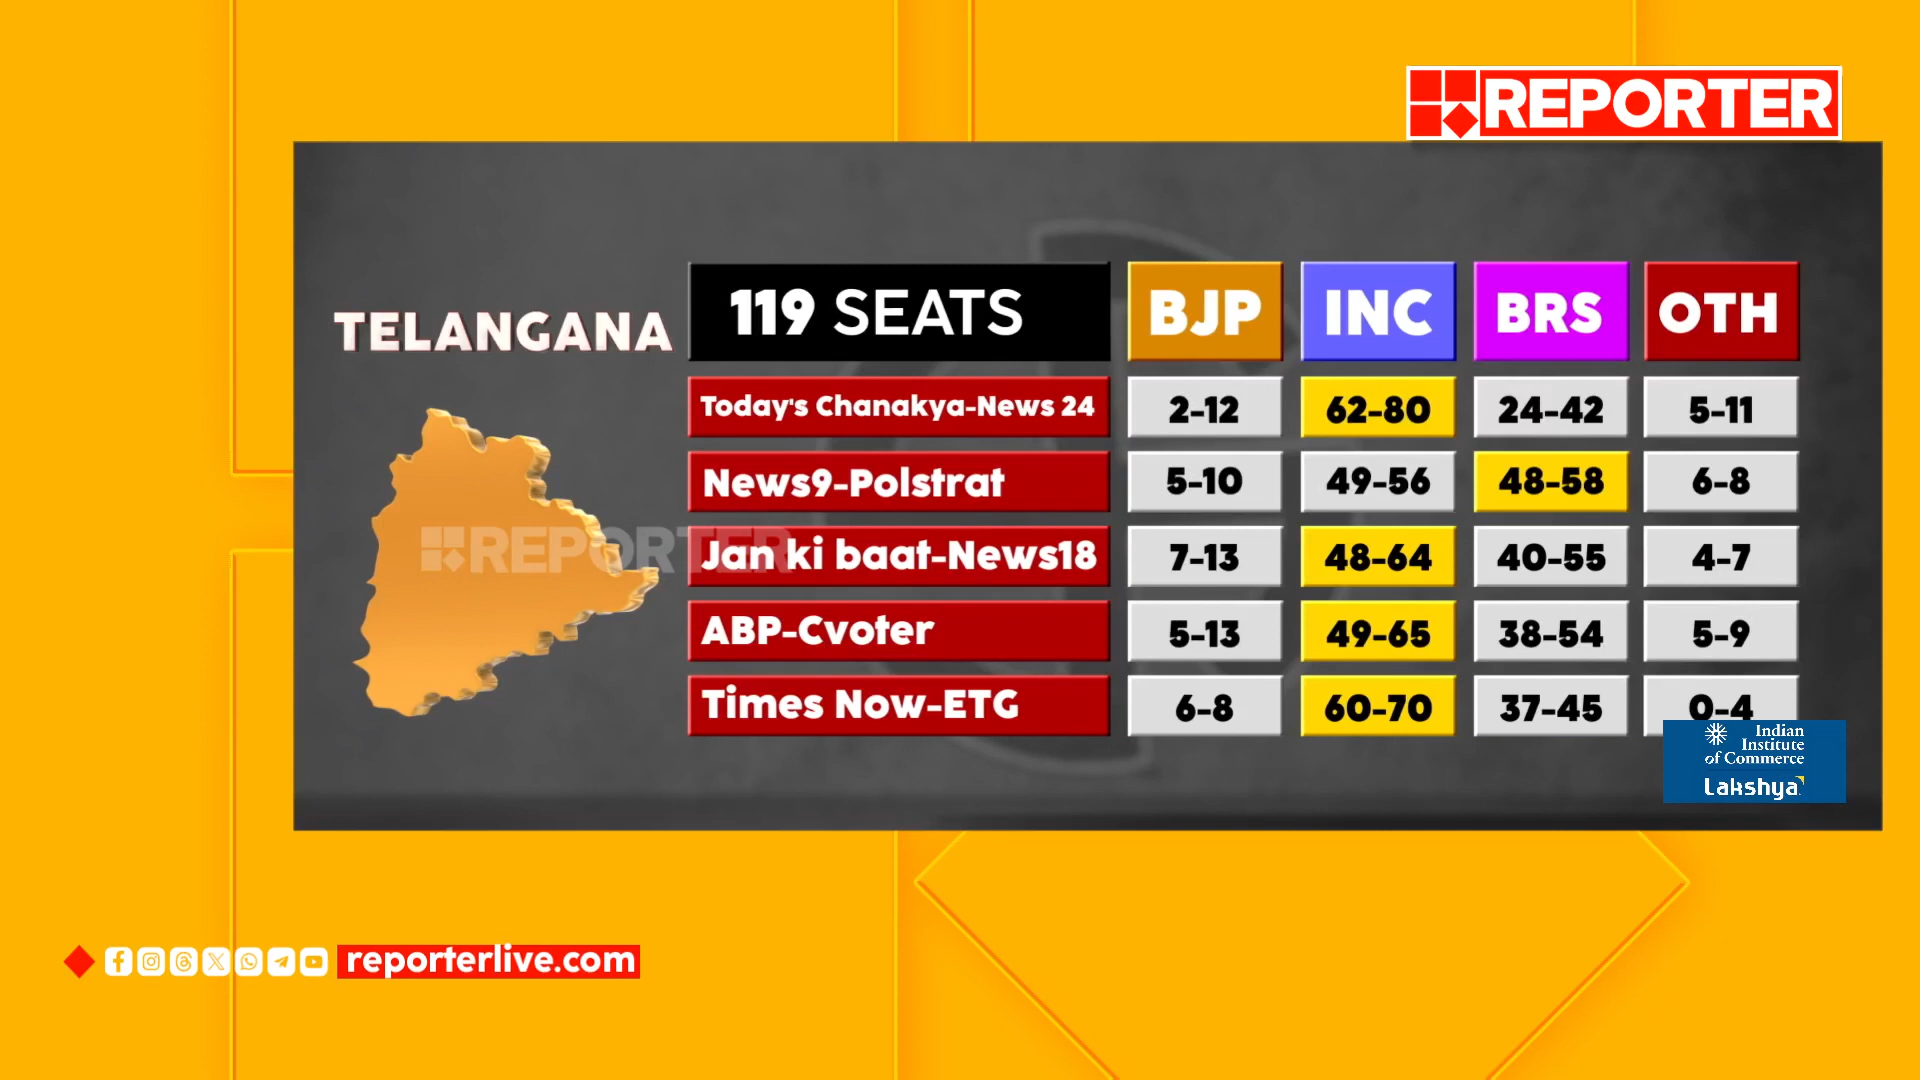 REPORTER
TELANGANA
119 SEATS BJP INC BRS OTH
Today's Chanakya-News 24 2-12 62-80 24-42 5-11
News9-Polstrat 5-10 49-56 48-58 6-8
REPORTER
Jan ki baat-News18 7-13 48-64 40-55 4-7
ABP-Cvoter 5-13 49-65 38-54 5-9
Times Now-ETG 6-8 60-70 37-45 0-4
Indian
Institute
of Commerce
Lakshya
reporterlive.com